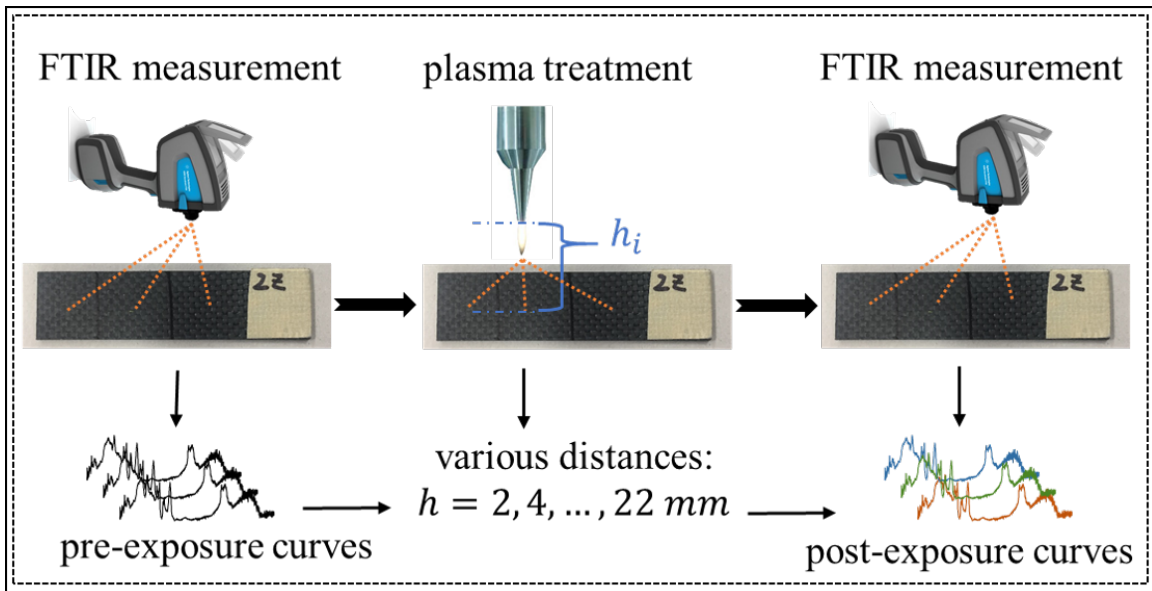 FTIR measurement
plasma treatment
FTIR measurement
h_i
2Z
2Z
2Z
various distances:
h = 2, 4, … , 22 mm
pre-exposure curves
post-exposure curves